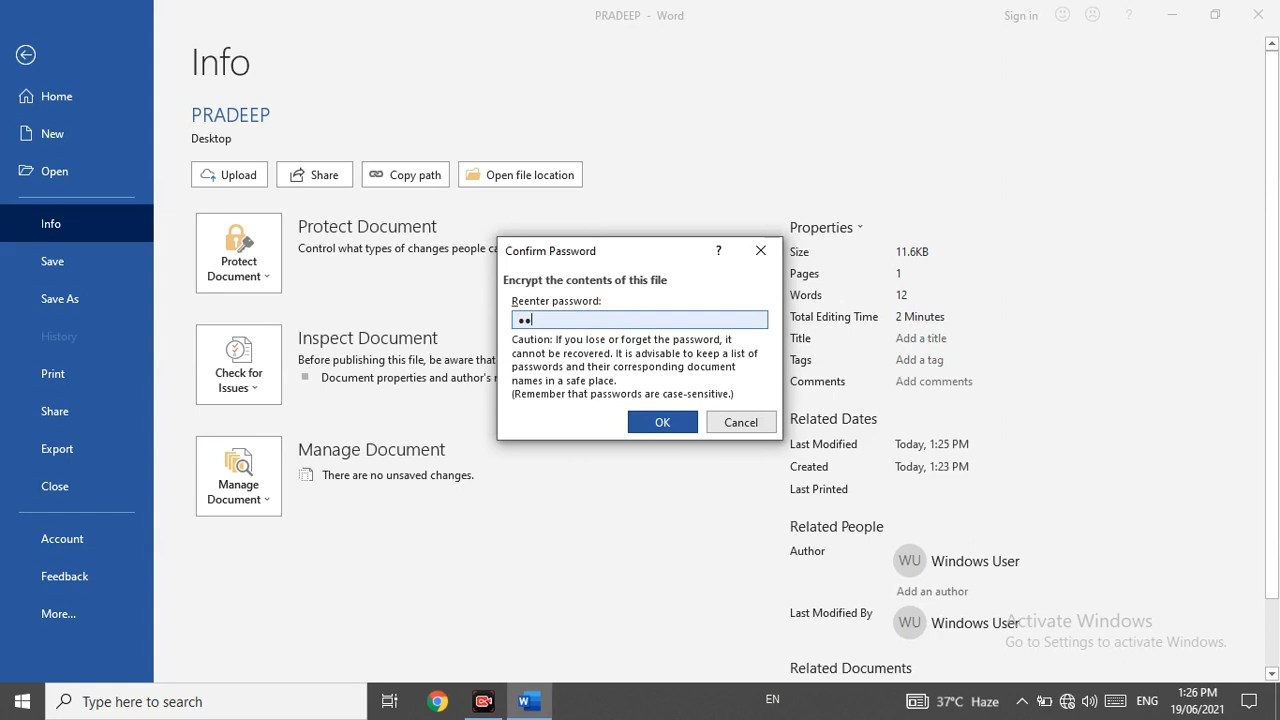 PRADEEP - Word
Sign in
?
Info
Home
New
Open
Info
Save
Save As
History
Print
Share
Export
Close
Account
Feedback
More...
PRADEEP
Desktop
Upload
Share
Copy path
Open file location
Protect Document
Protect Document
Control what types of changes people ca
Check for Issues
Inspect Document
Before publishing this file, be aware that
Document properties and author's n
Manage Document
Manage Document
There are no unsaved changes.
Confirm Password
?
Encrypt the contents of this file
Reenter password:
Caution: If you lose or forget the password, it
cannot be recovered. It is advisable to keep a list of
passwords and their corresponding document
names in a safe place.
(Remember that passwords are case-sensitive.)
OK
Cancel
Properties
Size 11.6KB
Pages 1
Words 12
Total Editing Time 2 Minutes
Title Add a title
Tags Add a tag
Comments Add comments
Related Dates
Last Modified Today, 1:25 PM
Created Today, 1:23 PM
Last Printed
Related People
Author WU Windows User
Add an author
Last Modified By WU Windows User
Related Documents
Activate Windows
Go to Settings to activate Windows.
Type here to search
EN
37°C Haze
ENG
1:26 PM
19/06/2021